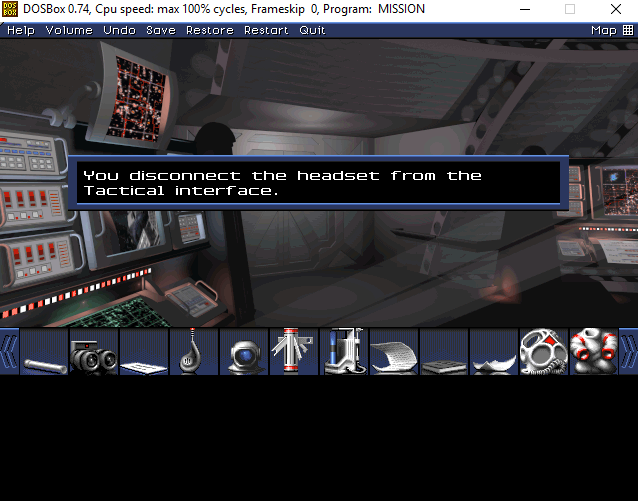 DOSBox 0.74, Cpu speed: max 100% cycles, Frameskip 0, Program: MISSION
Help Volume Undo Save Restore Restart Quit Map
You disconnect the headset from the
Tactical interface.